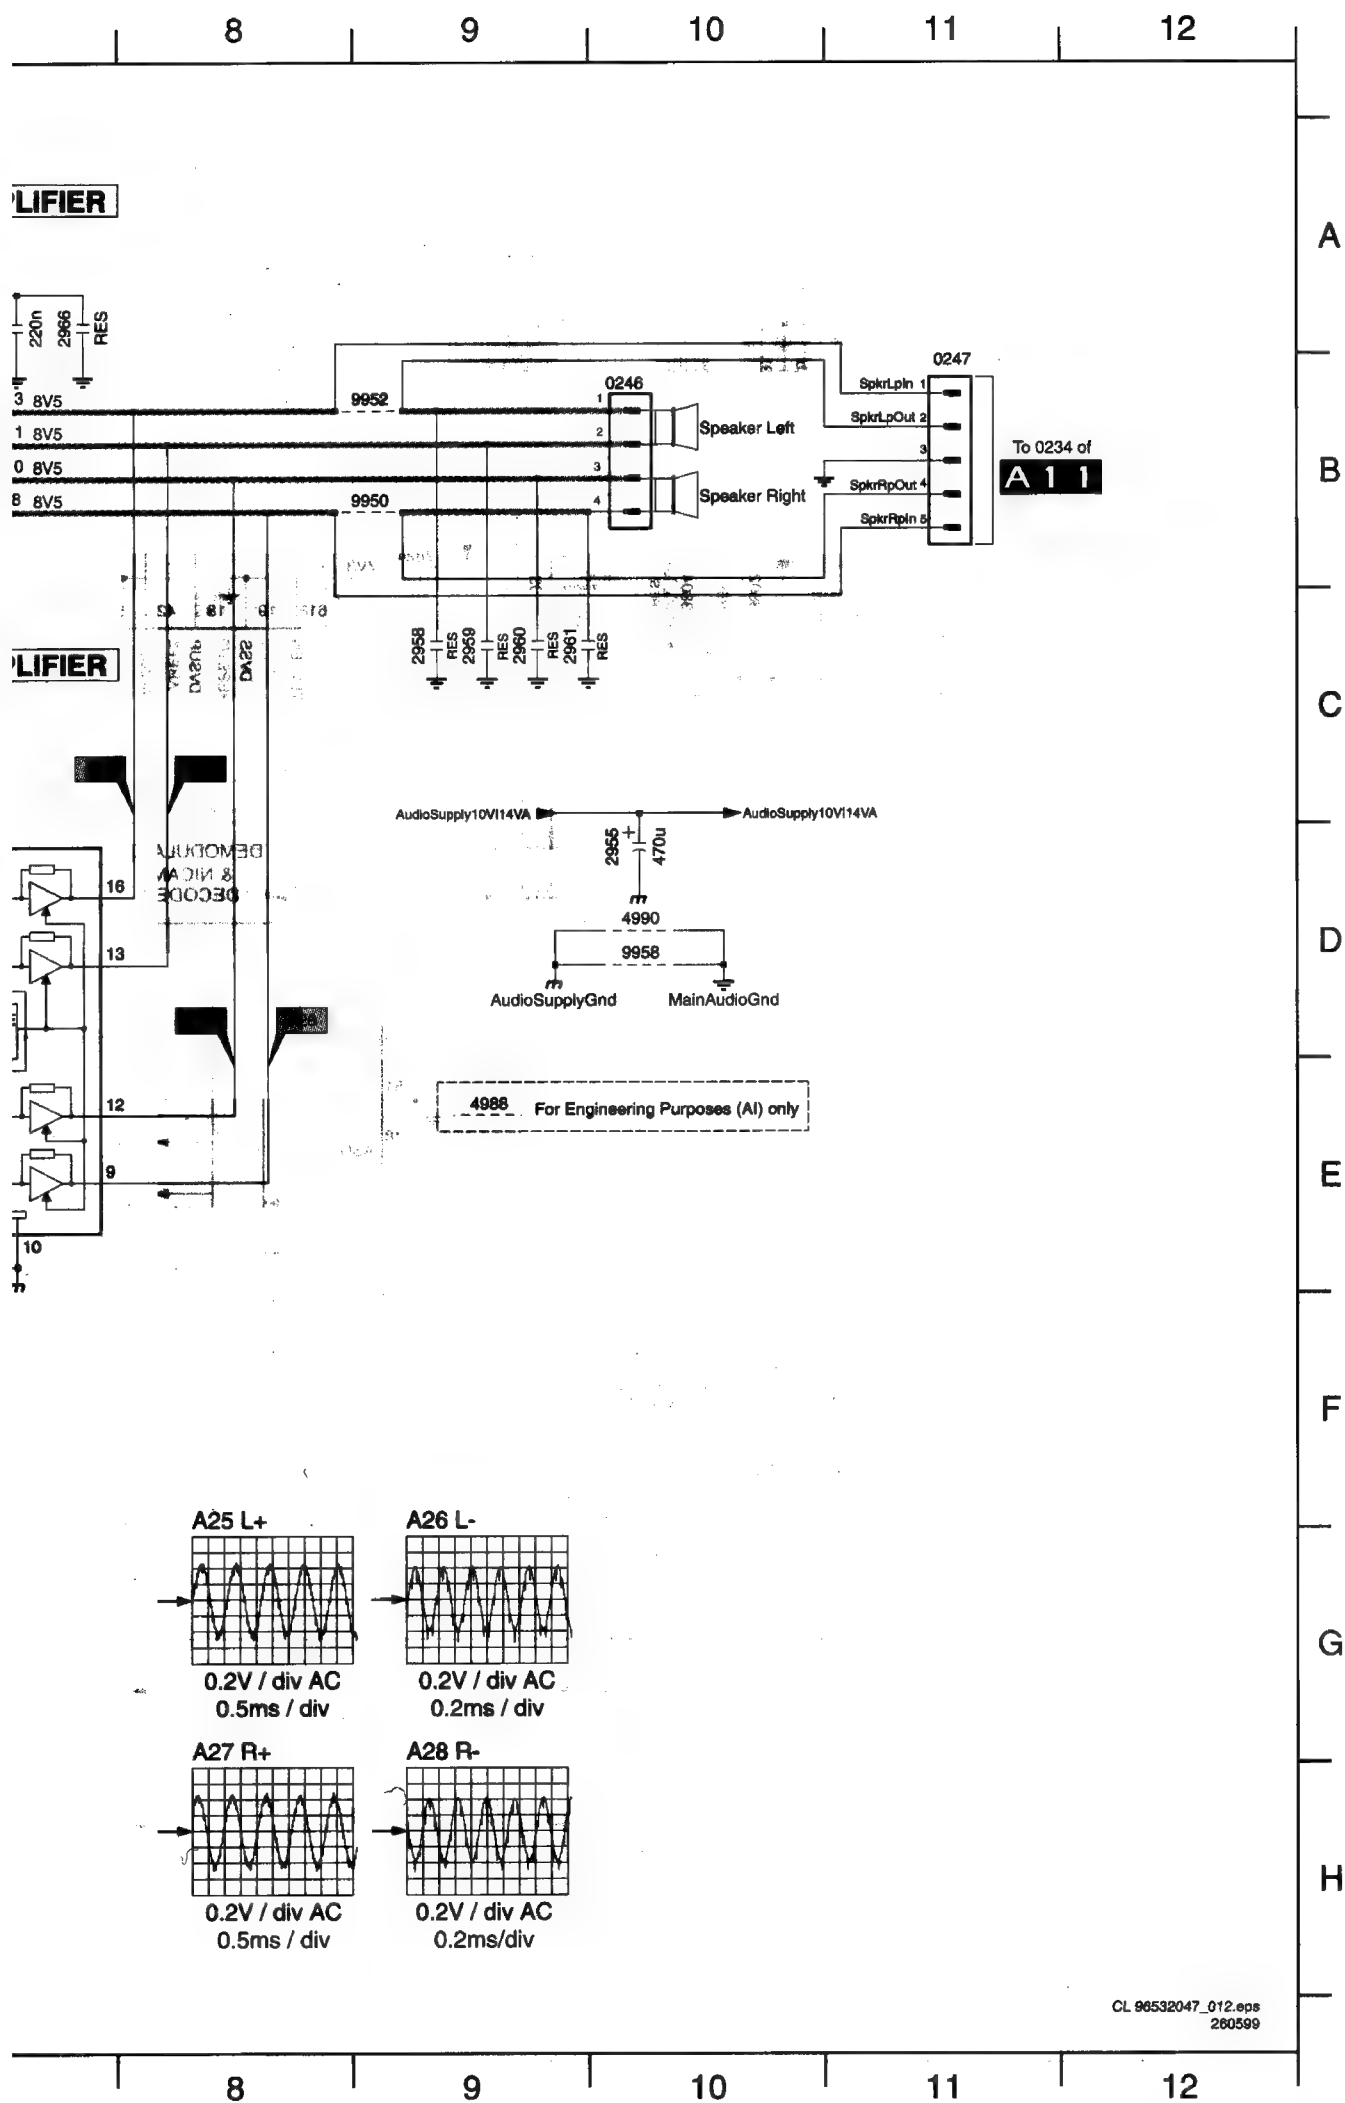 8 9 10 11 12
PLIFIER
A
220n
2966
RES
0247
3 8V5
9952
0246
1
SpkrLpIn 1
1 8V5
2
Speaker Left
SpkrLpOut 2
3
To 0234 of
0 8V5
3
A11
B
8 8V5
9950
4
Speaker Right
SpkrRpOut 4
SpkrRpIn 5
2958
RES
2959
RES
2960
RES
2961
RES
PLIFIER
C
AudioSupply10V|14VA
AudioSupply10V|14VA
2955
+
470u
16
4990
13
9958
D
AudioSupplyGnd
MainAudioGnd
12
4988 For Engineering Purposes (AI) only
9
E
10
F
A25 L+
A26 L-
G
0.2V / div AC
0.5ms / div
0.2V / div AC
0.2ms / div
A27 R+
A28 R-
H
0.2V / div AC
0.5ms / div
0.2V / div AC
0.2ms/div
CL 96532047_012.eps
260599
8 9 10 11 12